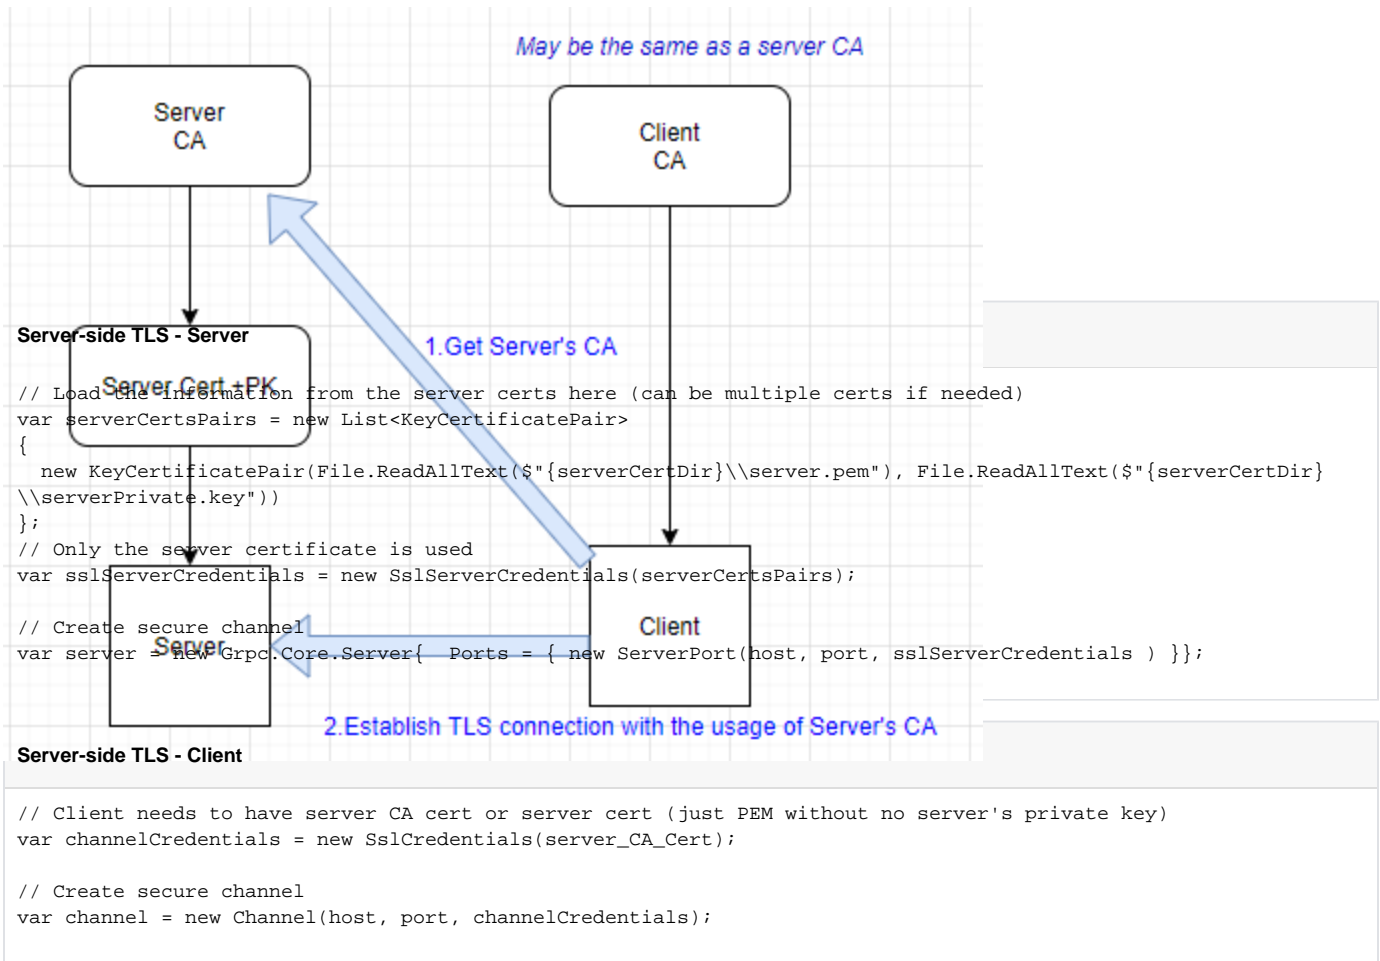 May be the same as a server CA
Server
CA
Client
CA
1.Get Server's CA
Server Cert +PK
Client
Server
2.Establish TLS connection with the usage of Server's CA
Server-side TLS - Server
// Load the information from the server certs here (can be multiple certs if needed)
var serverCertsPairs = new List<KeyCertificatePair>
{
  new KeyCertificatePair(File.ReadAllText($"{serverCertDir}\\server.pem"), File.ReadAllText($"{serverCertDir}
\\serverPrivate.key"))
};
// Only the server certificate is used
var sslServerCredentials = new SslServerCredentials(serverCertsPairs);
// Create secure channel
var server = new Grpc.Core.Server{  Ports = { new ServerPort(host, port, sslServerCredentials ) }};
Server-side TLS - Client
// Client needs to have server CA cert or server cert (just PEM without no server's private key)
var channelCredentials = new SslCredentials(server_CA_Cert);
// Create secure channel
var channel = new Channel(host, port, channelCredentials);